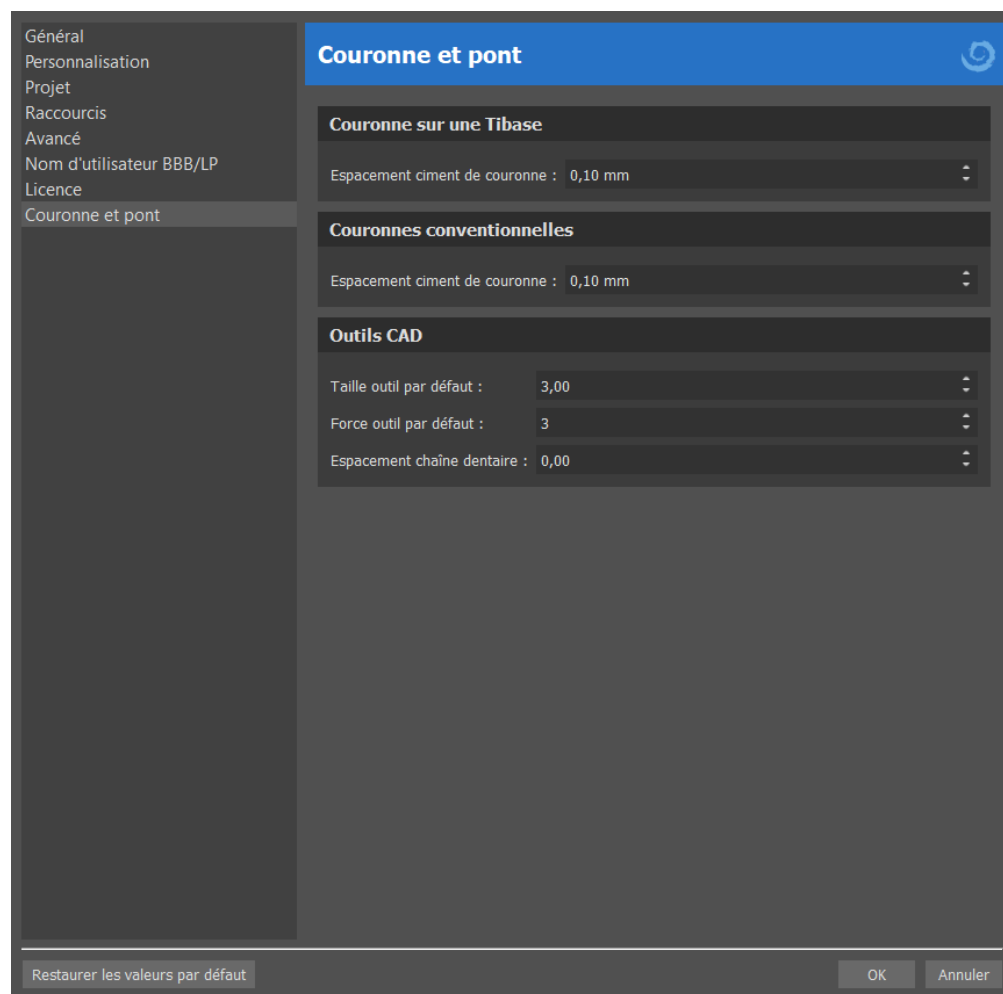 Général
Personnalisation
Projet
Raccourcis
Avancé
Nom d'utilisateur BBB/LP
Licence
Couronne et pont
Couronne et pont
Couronne sur une Tibase
Espacement ciment de couronne : 0,10 mm
Couronnes conventionnelles
Espacement ciment de couronne : 0,10 mm
Outils CAD
Taille outil par défaut : 3,00
Force outil par défaut : 3
Espacement chaîne dentaire : 0,00
Restaurer les valeurs par défaut OK Annuler